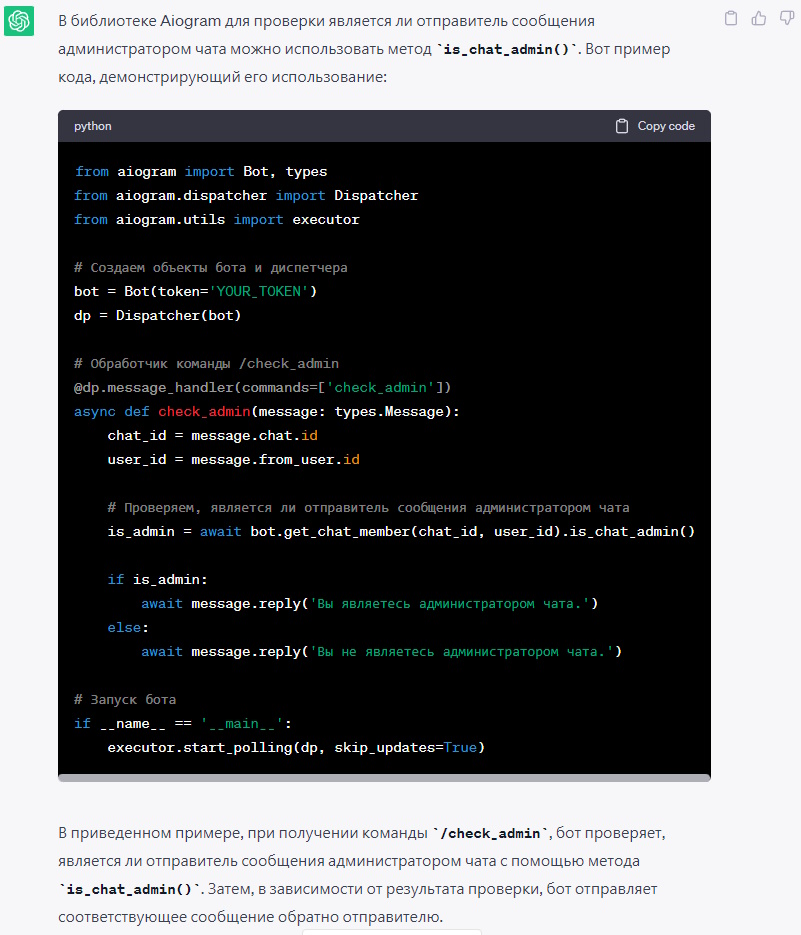 В библиотеке Aiogram для проверки является ли отправитель сообщения
администратором чата можно использовать метод `is_chat_admin()`. Вот пример
кода, демонстрирующий его использование:
python
Copy code
from aiogram import Bot, types
from aiogram.dispatcher import Dispatcher
from aiogram.utils import executor
# Создаем объекты бота и диспетчера
bot = Bot(token='YOUR_TOKEN')
dp = Dispatcher(bot)
# Обработчик команды /check_admin
@dp.message_handler(commands=['check_admin'])
async def check_admin(message: types.Message):
    chat_id = message.chat.id
    user_id = message.from_user.id
    # Проверяем, является ли отправитель сообщения администратором чата
    is_admin = await bot.get_chat_member(chat_id, user_id).is_chat_admin()
    if is_admin:
        await message.reply('Вы являетесь администратором чата.')
    else:
        await message.reply('Вы не являетесь администратором чата.')
# Запуск бота
if __name__ == '__main__':
    executor.start_polling(dp, skip_updates=True)
В приведенном примере, при получении команды `/check_admin`, бот проверяет,
является ли отправитель сообщения администратором чата с помощью метода
`is_chat_admin()`. Затем, в зависимости от результата проверки, бот отправляет
соответствующее сообщение обратно отправителю.